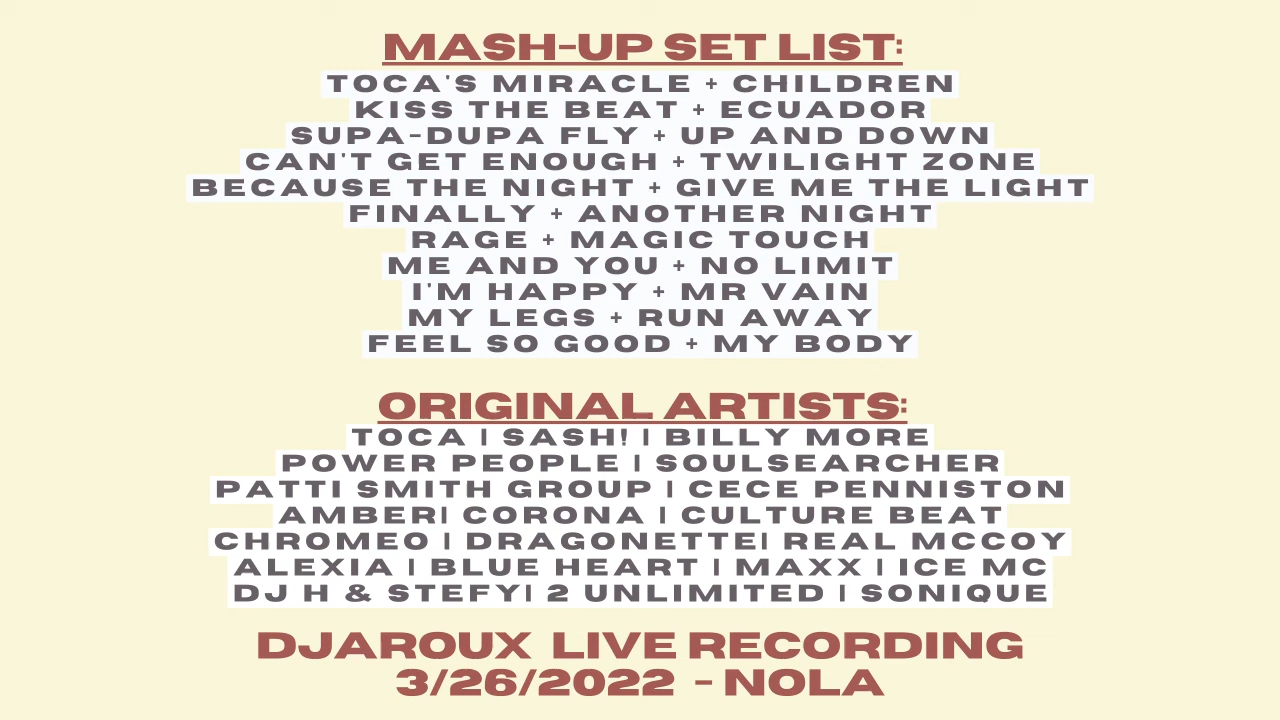 MASH-UP SET LIST:
TOCA'S MIRACLE + CHILDREN
KISS THE BEAT + ECUADOR
SUPA-DUPA FLY + UP AND DOWN
CAN'T GET ENOUGH + TWILIGHT ZONE
BECAUSE THE NIGHT + GIVE ME THE LIGHT
FINALLY + ANOTHER NIGHT
RAGE + MAGIC TOUCH
ME AND YOU + NO LIMIT
I'M HAPPY + MR VAIN
MY LEGS + RUN AWAY
FEEL SO GOOD + MY BODY
ORIGINAL ARTISTS:
TOCA | SASH! | BILLY MORE
POWER PEOPLE | SOULSEARCHER
PATTI SMITH GROUP | CECE PENNISTON
AMBER| CORONA | CULTURE BEAT
CHROMEO | DRAGONETTE| REAL MCCOY
ALEXIA | BLUE HEART | MAXX | ICE MC
DJ H & STEFY| 2 UNLIMITED | SONIQUE
DJAROUX LIVE RECORDING
3/26/2022 - NOLA